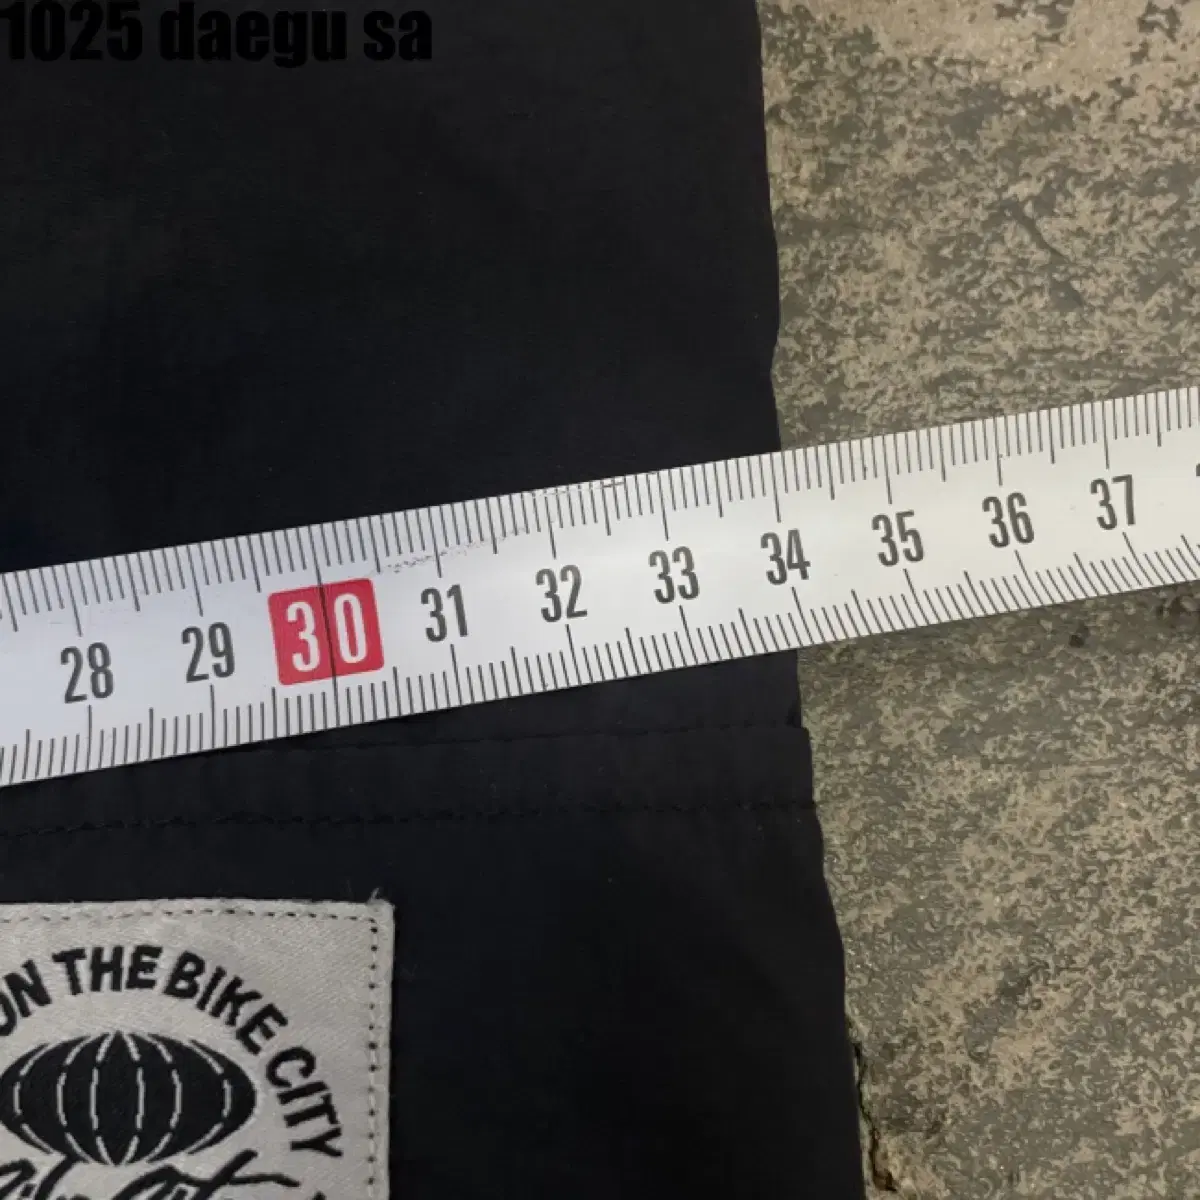 1025 daegu sa
28 29 30 31 32 33 34 35 36 37
ON THE BIKE CITY